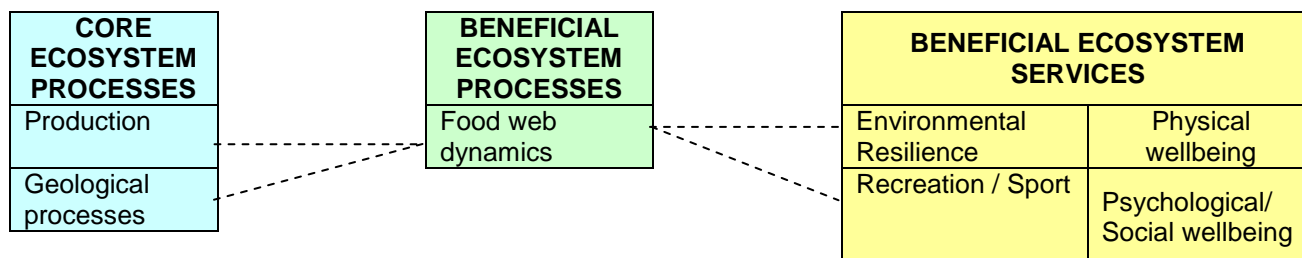 CORE
ECOSYSTEM
PROCESSES
Production
Geological
processes
BENEFICIAL
ECOSYSTEM
PROCESSES
Food web
dynamics
BENEFICIAL ECOSYSTEM
SERVICES
Environmental
Resilience
Physical
wellbeing
Recreation / Sport
Psychological/
Social wellbeing